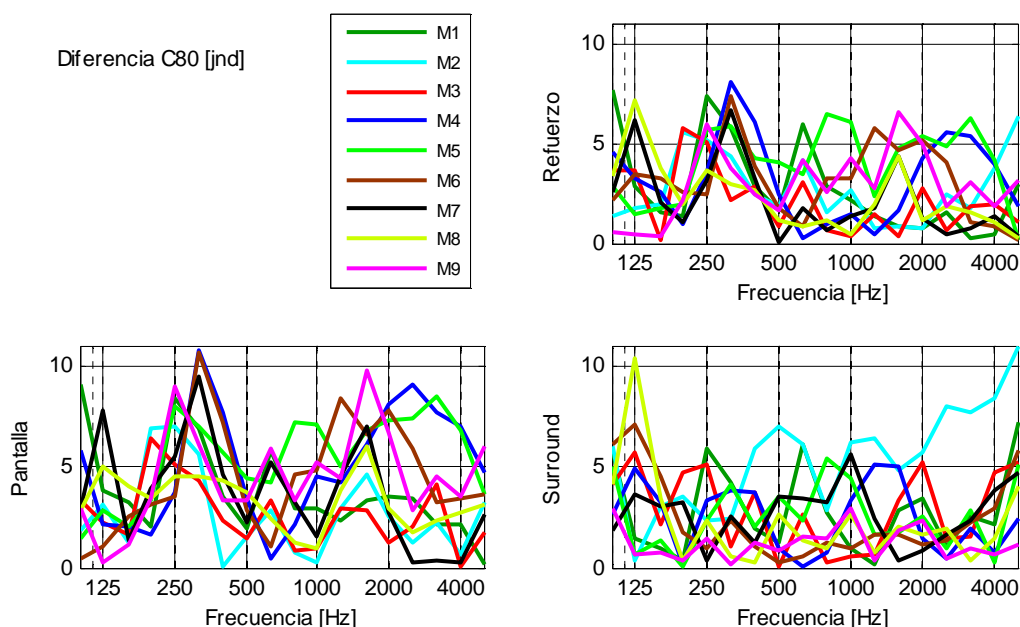 Diferencia C80 [jnd]
M1
M2
M3
M4
M5
M6
M7
M8
M9
10
5
0
Refuerzo
125 250 500 1000 2000 4000
Frecuencia [Hz]
10
5
0
Pantalla
125 250 500 1000 2000 4000
Frecuencia [Hz]
10
5
0
Surround
125 250 500 1000 2000 4000
Frecuencia [Hz]